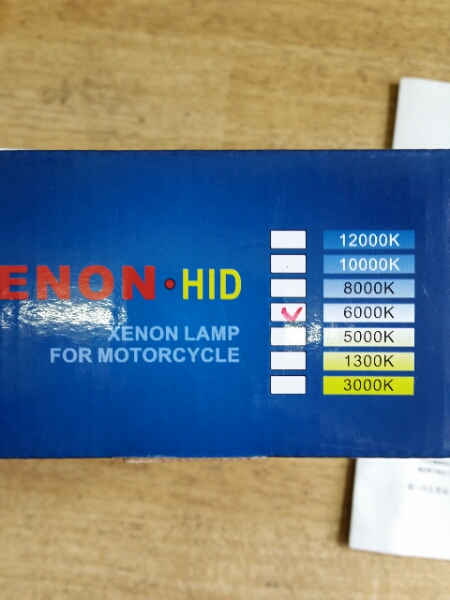 ENON·HID
XENON LAMP
FOR MOTORCYCLE
12000K
10000K
8000K
6000K
5000K
1300K
3000K